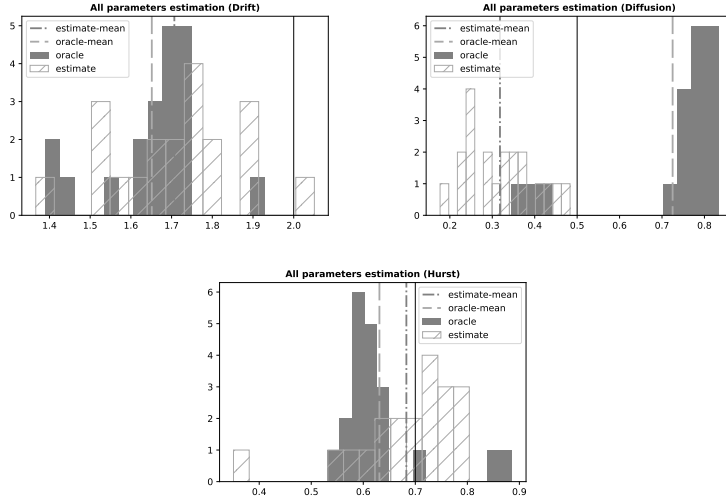 All parameters estimation (Drift)
5
4
3
2
1
0
1.4 1.5 1.6 1.7 1.8 1.9 2.0
estimate-mean
oracle-mean
oracle
estimate
All parameters estimation (Diffusion)
6
5
4
3
2
1
0
0.2 0.3 0.4 0.5 0.6 0.7 0.8
estimate-mean
oracle-mean
oracle
estimate
All parameters estimation (Hurst)
6
5
4
3
2
1
0
0.4 0.5 0.6 0.7 0.8 0.9
estimate-mean
oracle-mean
oracle
estimate